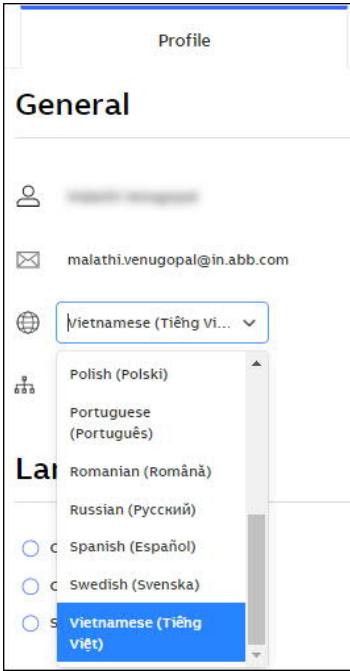 Profile
General
malathi.venugopal@in.abb.com
Vietnamese (Tiếng Vi...
Polish (Polski)
Portuguese
(Português)
Romanian (Română)
Russian (Русский)
Spanish (Español)
Swedish (Svenska)
Vietnamese (Tiếng
Việt)